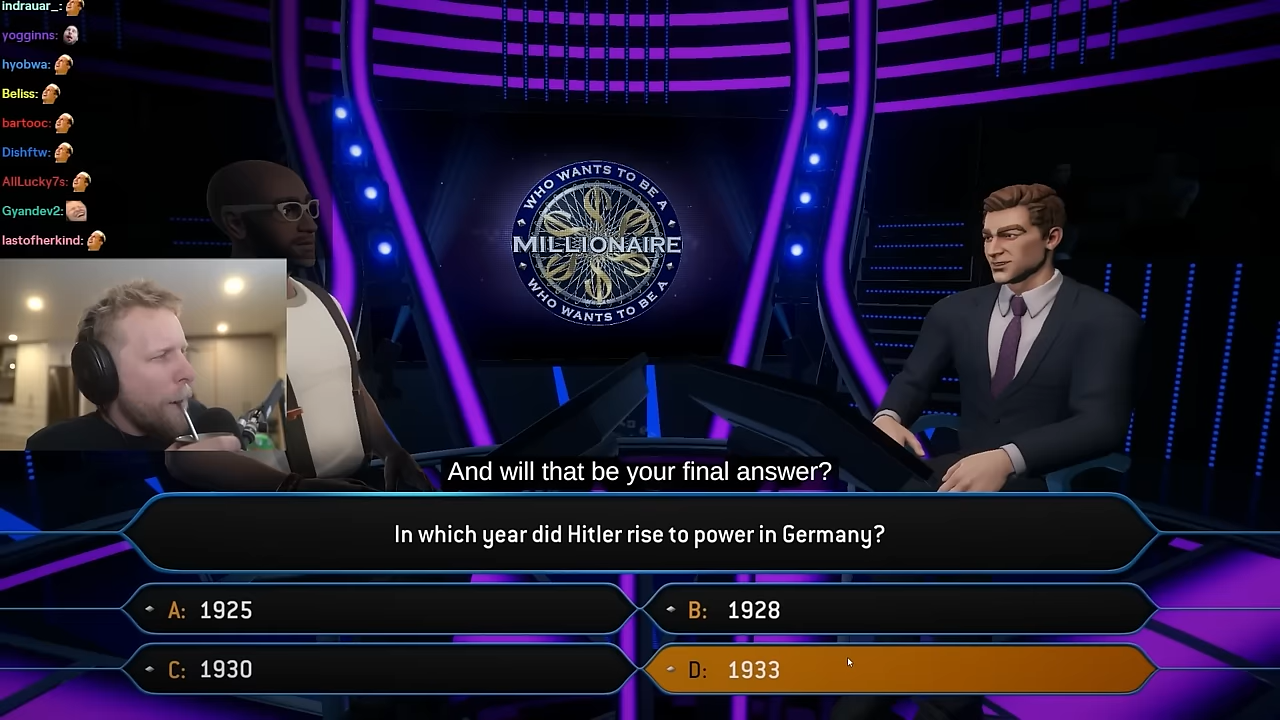 indrauar_:
yogginns:
hyobwa:
Beliss:
bartooc:
Dishftw:
AllLucky7s:
Gyandev2:
lastofherkind:
WHO WANTS TO BE A
MILLIONAIRE
WHO WANTS TO BE A
And will that be your final answer?
In which year did Hitler rise to power in Germany?
A: 1925
B: 1928
C: 1930
D: 1933